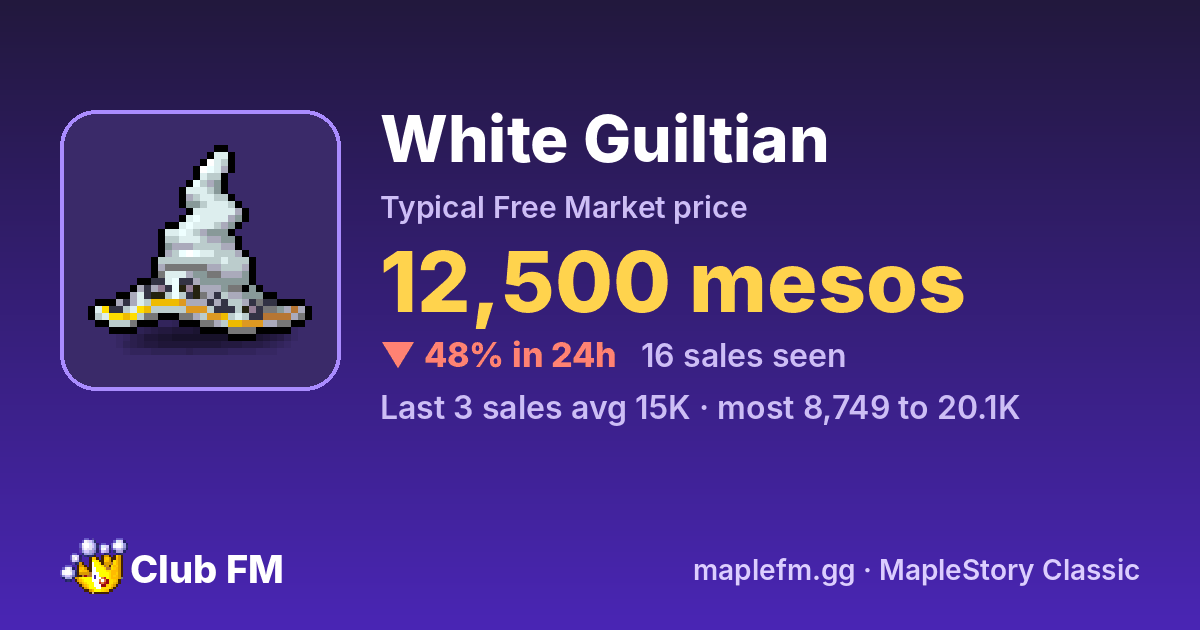 White Guiltian
Typical Free Market price
12,500 mesos
▼ 48% in 24h 16 sales seen
Last 3 sales avg 15K · most 8,749 to 20.1K
Club FM
maplefm.gg · MapleStory Classic